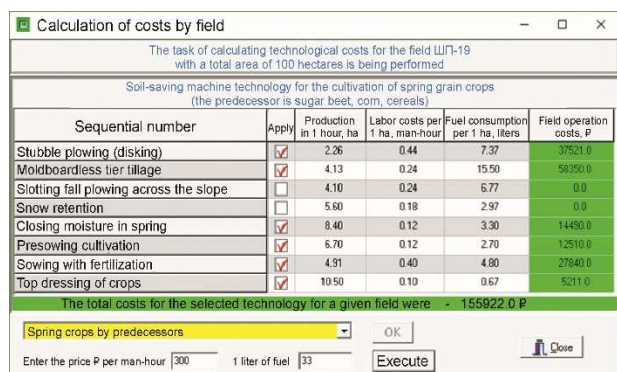 Calculation of costs by field
The task of calculating technological costs for the field ШП-19
with a total area of 100 hectares is being performed
Soil-saving machine technology for the cultivation of spring grain crops
(the predecessor is sugar beet, corn, cereals)
Sequential number Apply Production in 1 hour, ha Labor costs per 1 ha, man-hour Fuel consumption per 1 ha, liters Field operation costs, ₽
Stubble plowing (disking) 2.26 0.44 7.37 37521.0
Moldboardless tier tillage 4.13 0.24 15.50 58350.0
Slotting fall plowing across the slope 4.10 0.24 6.77 0.0
Snow retention 5.60 0.18 2.97 0.0
Closing moisture in spring 8.40 0.12 3.30 14490.0
Presowing cultivation 6.70 0.12 2.70 12510.0
Sowing with fertilization 4.91 0.40 4.80 27840.0
Top dressing of crops 10.50 0.10 0.67 5211.0
The total costs for the selected technology for a given field were - 155922.0 ₽
Spring crops by predecessors OK
Close
Enter the price ₽ per man-hour 300 1 liter of fuel 33 Execute